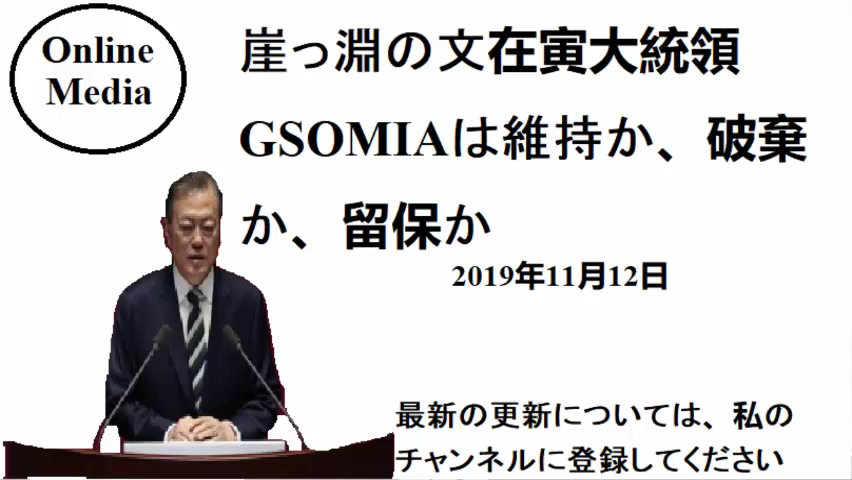 Online
Media
崖っ淵の文在寅大統領
GSOMIAは維持か、破棄
か、留保か
2019年11月12日
最新の更新については、私の
チャンネルに登録してください